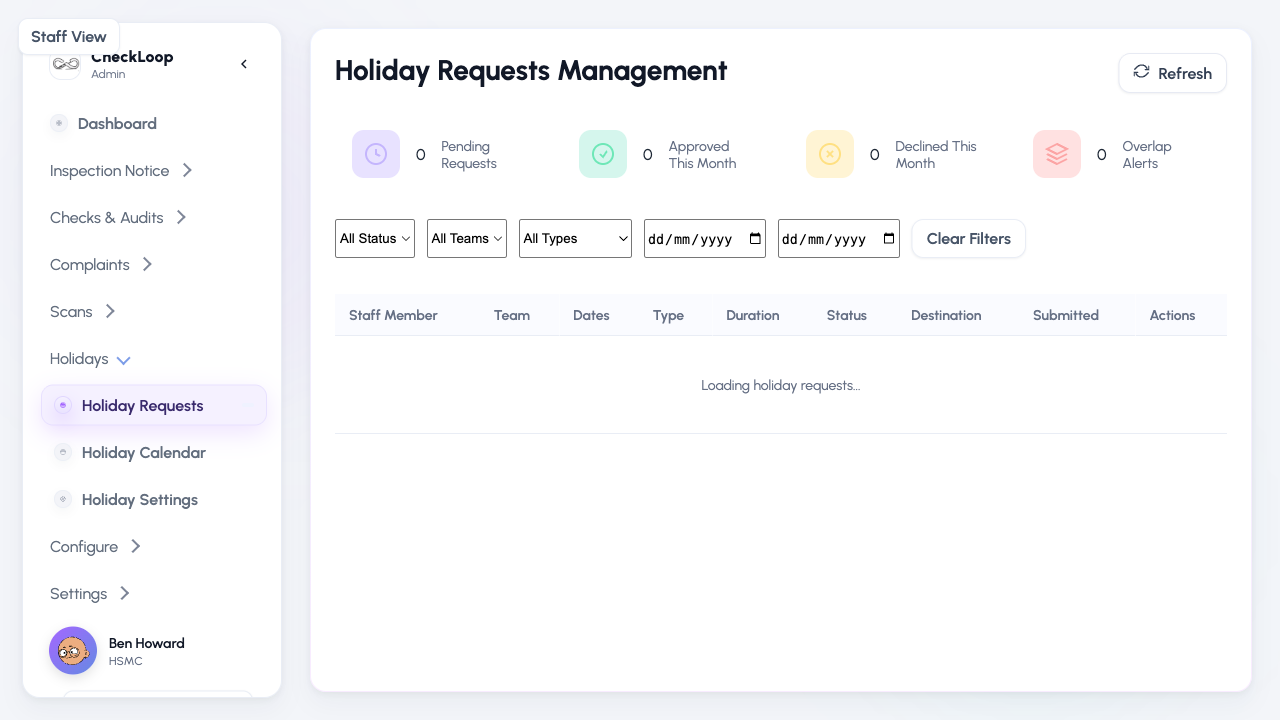 Staff View
CheckLoop
Admin
Dashboard
Inspection Notice
Checks & Audits
Complaints
Scans
Holidays
Holiday Requests
Holiday Calendar
Holiday Settings
Configure
Settings
Ben Howard
HSMC
Holiday Requests Management
Refresh
0 Pending
Requests
0 Approved
This Month
0 Declined This
Month
0 Overlap
Alerts
All Status All Teams All Types dd/mm/yyyy dd/mm/yyyy Clear Filters
Staff Member Team Dates Type Duration Status Destination Submitted Actions
Loading holiday requests...